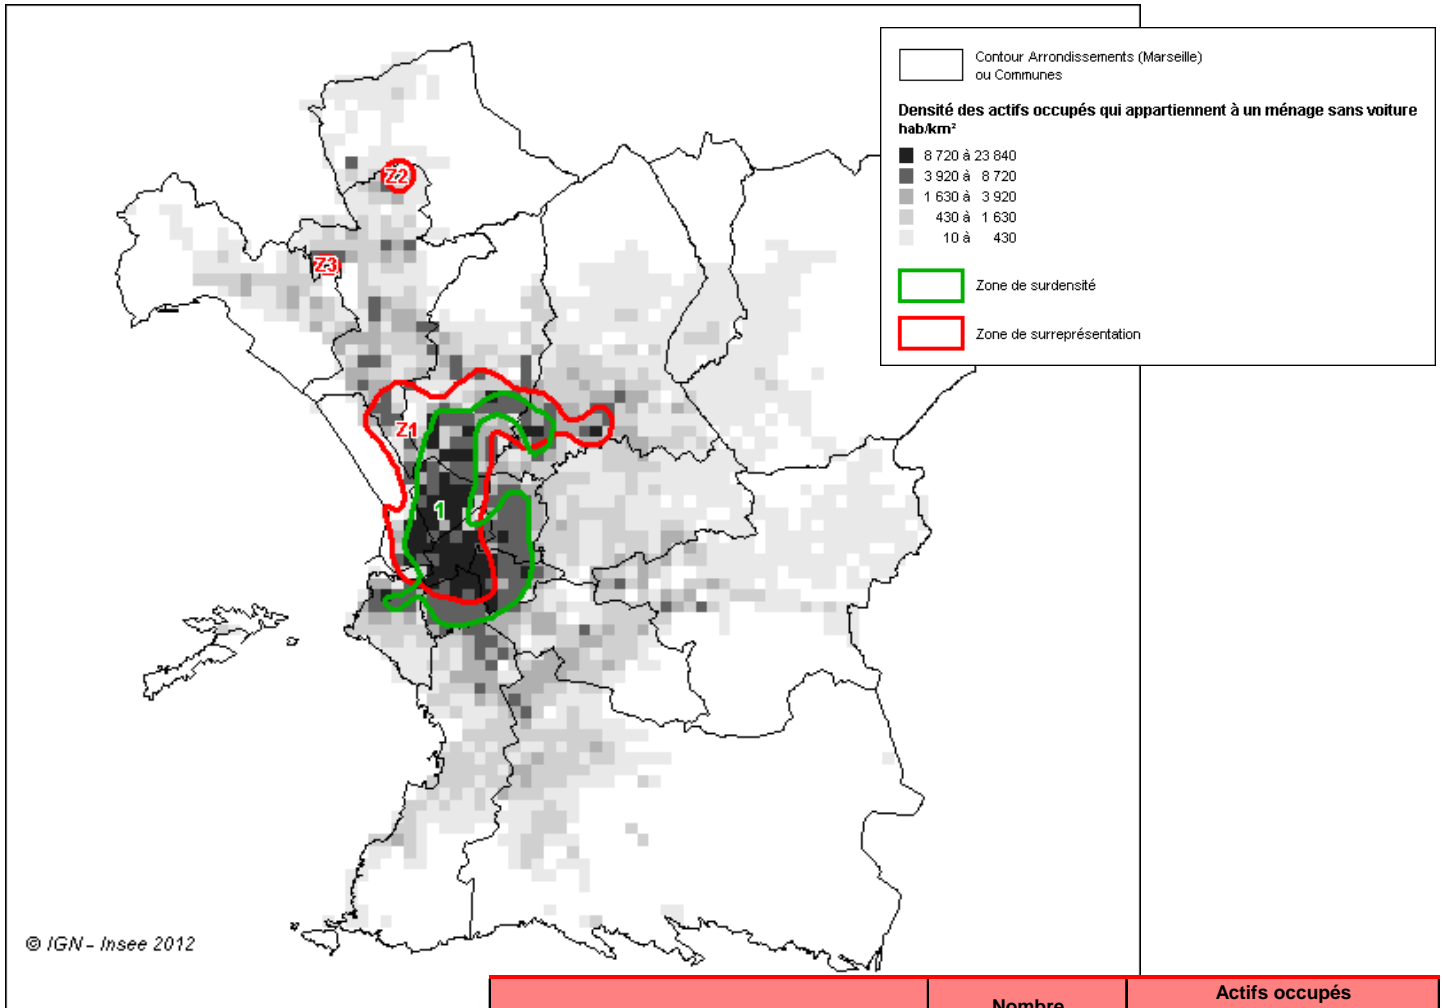 Contour Arrondissements (Marseille)
ou Communes
Densité des actifs occupés qui appartiennent à un ménage sans voiture
hab/km²
8 720 à 23 840
3 920 à 8 720
1 630 à 3 920
430 à 1 630
10 à 430
Zone de surdensité
Zone de surreprésentation
Z2
Z3
Z1
1
© IGN - Insee 2012
Nombre
Actifs occupés